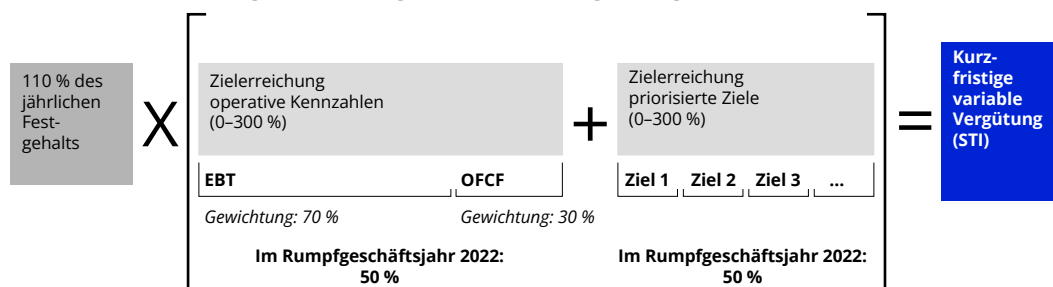 110 % des
jährlichen
Fest-
gehalts
X
Zielerreichung
operative Kennzahlen
(0–300 %)
EBT
OFCF
Gewichtung: 70 %
Gewichtung: 30 %
Im Rumpfgeschäftsjahr 2022:
50 %
+
Zielerreichung
priorisierte Ziele
(0–300 %)
Ziel 1
Ziel 2
Ziel 3
...
Im Rumpfgeschäftsjahr 2022:
50 %
=
Kurz-
fristige
variable
Vergütung
(STI)